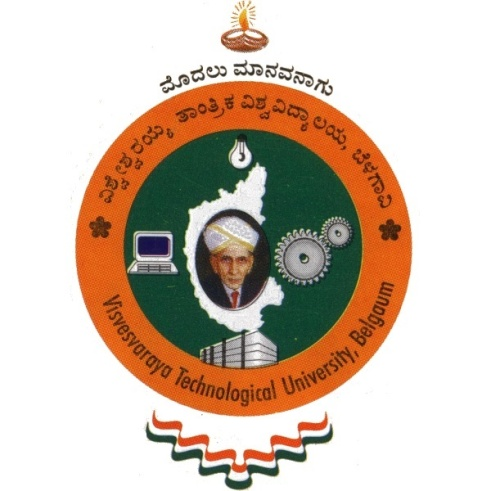 ಮೊದಲು ಮಾನವನಾಗು
ವಿಶ್ವೇಶ್ವರಯ್ಯ ತಾಂತ್ರಿಕ ವಿಶ್ವವಿದ್ಯಾಲಯ, ಬೆಳಗಾವಿ
Visvesvaraya Technological University, Belgaum